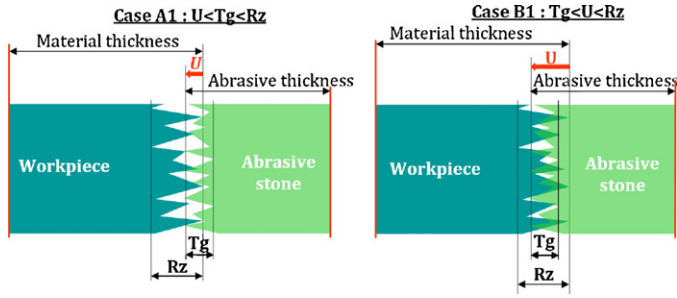 Case A1 : U<Tg<Rz
Material thickness
U
Abrasive thickness
Workpiece
Abrasive
stone
Tg
Rz
Case B1 : Tg<U<Rz
Material thickness
U
Abrasive thickness
Workpiece
Abrasive
stone
Tg
Rz